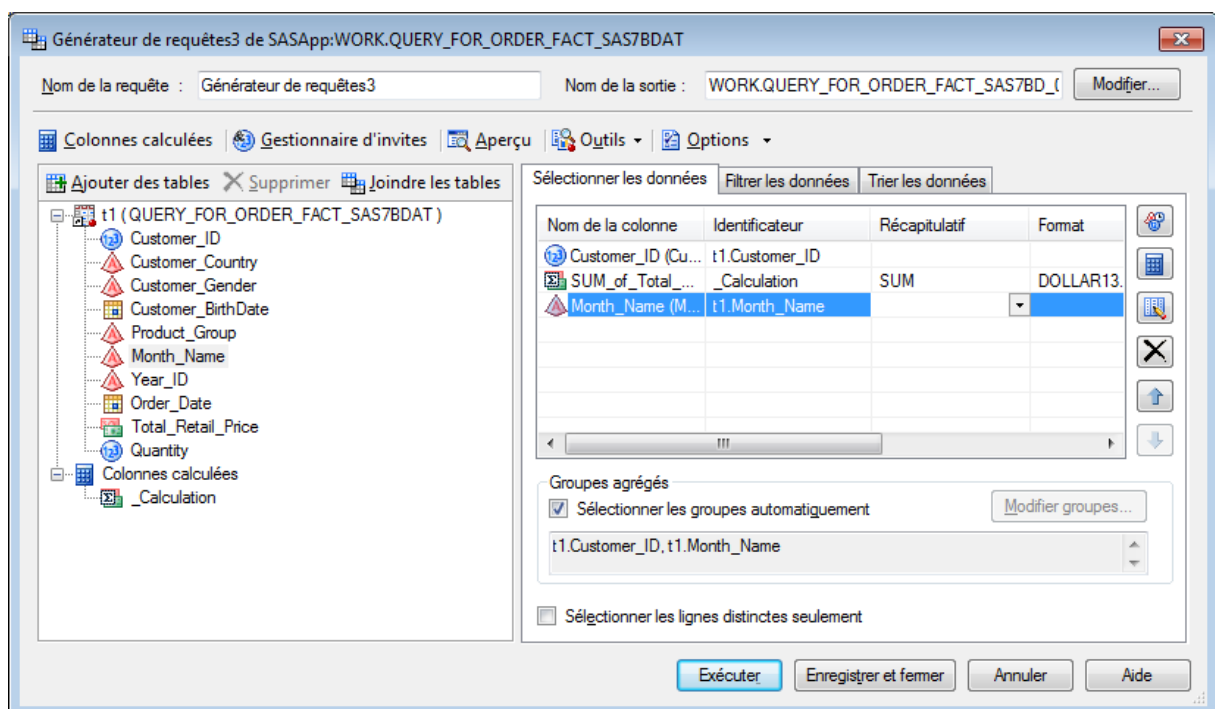 Générateur de requêtes3 de SASApp:WORK.QUERY_FOR_ORDER_FACT_SAS7BDAT
Nom de la requête : Générateur de requêtes3 Nom de la sortie : WORK.QUERY_FOR_ORDER_FACT_SAS7BD_( Modifier...
Colonnes calculées Gestionnaire d'invites Aperçu Outils Options
Ajouter des tables Supprimer Joindre les tables
t1 (QUERY_FOR_ORDER_FACT_SAS7BDAT)
Customer_ID
Customer_Country
Customer_Gender
Customer_BirthDate
Product_Group
Month_Name
Year_ID
Order_Date
Total_Retail_Price
Quantity
Colonnes calculées
_Calculation
Sélectionner les données Filtrer les données Trier les données
Nom de la colonne Identificateur Récapitulatif Format
Customer_ID (Cu... t1.Customer_ID
SUM_of_Total_... _Calculation SUM DOLLAR13.
Month_Name (M... t1.Month_Name
Groupes agrégés
Sélectionner les groupes automatiquement Modifier groupes...
t1.Customer_ID, t1.Month_Name
Sélectionner les lignes distinctes seulement
Exécuter Enregistrer et fermer Annuler Aide